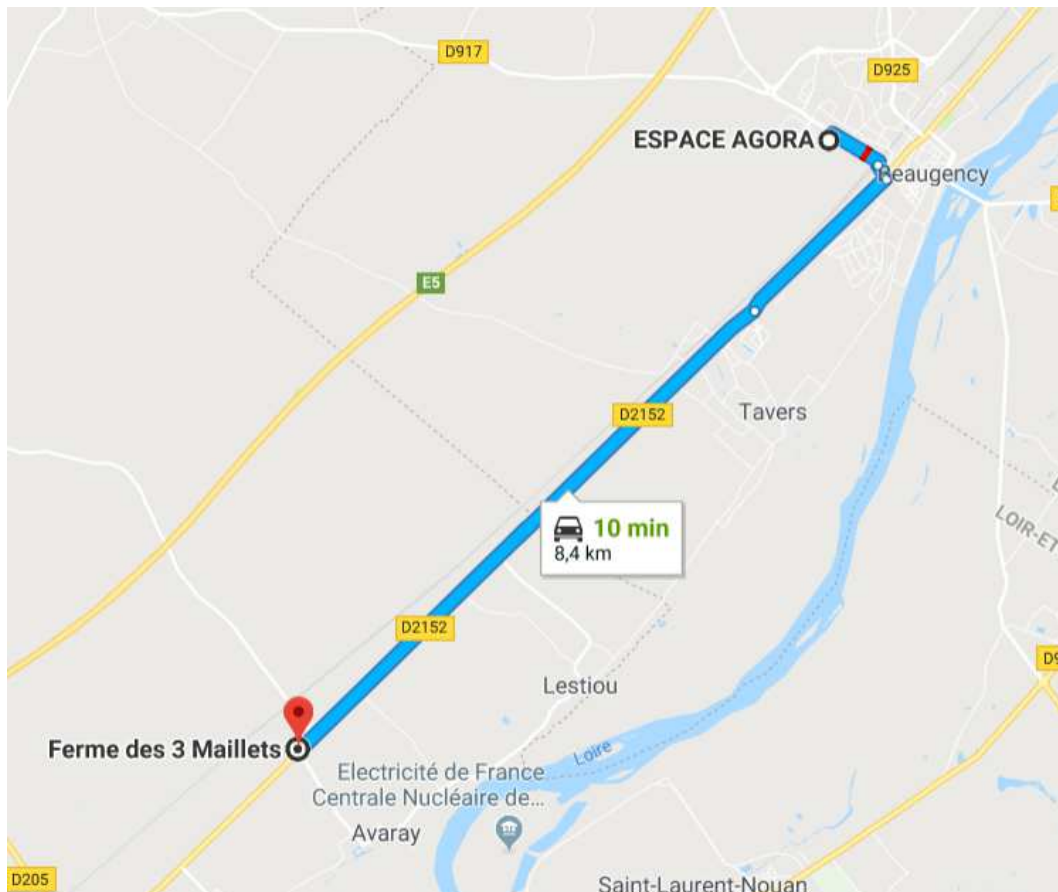 D917
D925
ESPACE AGORA
Beaugency
E5
D2152
Tavers
10 min
8,4 km
LOIR-ET
D2152
Lestiou
Ferme des 3 Maillets
Loire
Electricité de France
Centrale Nucléaire de...
Avaray
D205
Saint-Laurent-Nouan